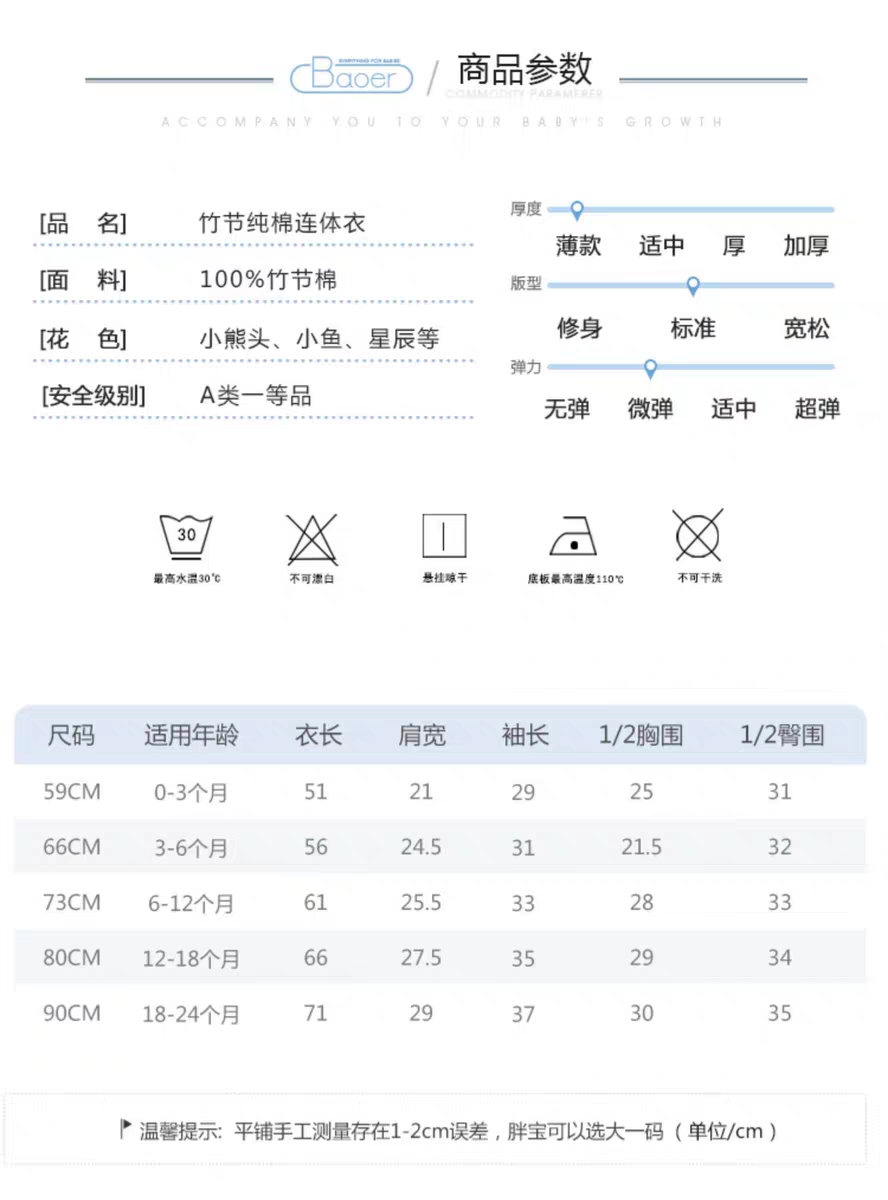 EVERYTHING FOR BABIES
Baoer / 商品参数
COMMODITY PARAMERER
ACCOMPANY YOU TO YOUR BABY'S GROWTH
[品 名] 竹节纯棉连体衣
[面 料] 100%竹节棉
[花 色] 小熊头、小鱼、星辰等
[安全级别] A类一等品
厚度
薄款 适中 厚 加厚
版型
修身 标准 宽松
弹力
无弹 微弹 适中 超弹
30
最高水温30℃ 不可漂白 悬挂晾干 底板最高温度110℃ 不可干洗
尺码 适用年龄 衣长 肩宽 袖长 1/2胸围 1/2臀围
59CM 0-3个月 51 21 29 25 31
66CM 3-6个月 56 24.5 31 21.5 32
73CM 6-12个月 61 25.5 33 28 33
80CM 12-18个月 66 27.5 35 29 34
90CM 18-24个月 71 29 37 30 35
温馨提示: 平铺手工测量存在1-2cm误差，胖宝可以选大一码（单位/cm）